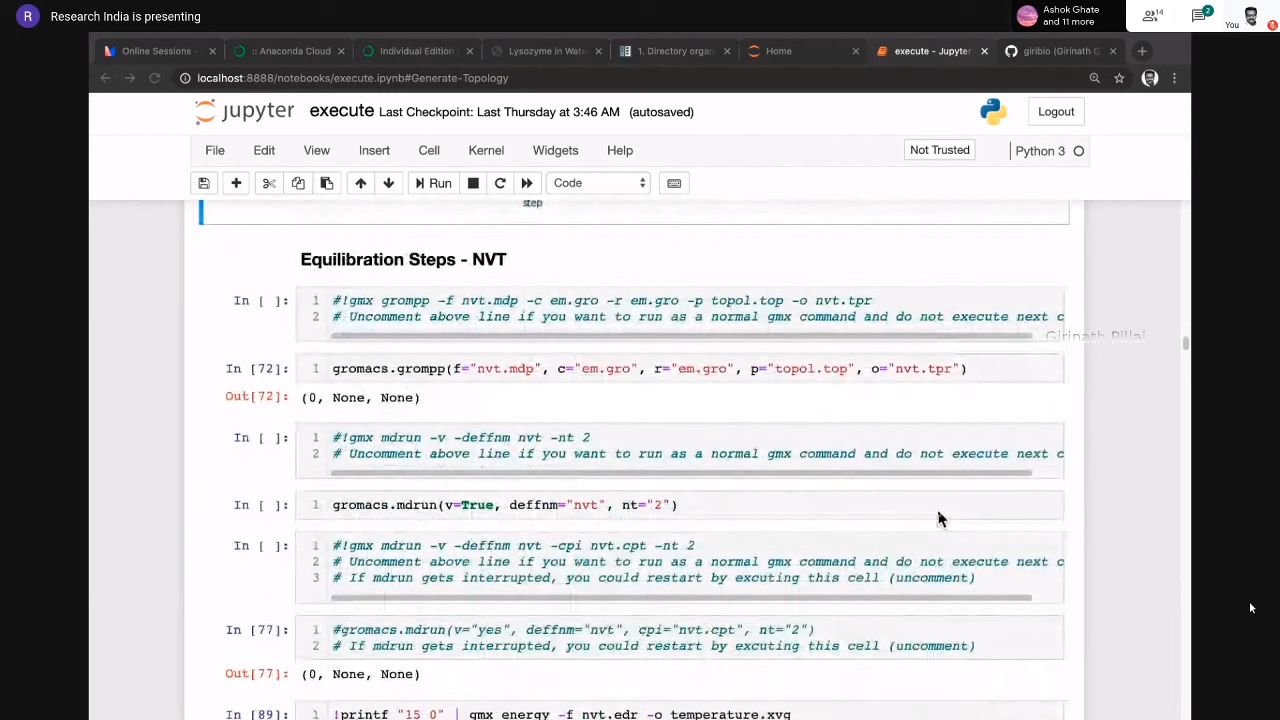 R Research India is presenting
Ashok Ghate
and 11 more
14
2
You
Online Sessions -
:: Anaconda Cloud
Individual Edition
Lysozyme in Wate
1. Directory organ
Home
execute - Jupyter
giribio (Girinath G
localhost:8888/notebooks/execute.ipynb#Generate-Topology
jupyter execute Last Checkpoint: Last Thursday at 3:46 AM (autosaved)
Logout
File Edit View Insert Cell Kernel Widgets Help
Not Trusted
Python 3
Run
Code
step
Equilibration Steps - NVT
In [ ]: 1 #!gmx grompp -f nvt.mdp -c em.gro -r em.gro -p topol.top -o nvt.tpr
2 # Uncomment above line if you want to run as a normal gmx command and do not execute next c
Girinath Pillai
In [72]: 1 gromacs.grompp(f="nvt.mdp", c="em.gro", r="em.gro", p="topol.top", o="nvt.tpr")
Out[72]: (0, None, None)
In [ ]: 1 #!gmx mdrun -v -deffnm nvt -nt 2
2 # Uncomment above line if you want to run as a normal gmx command and do not execute next c
In [ ]: 1 gromacs.mdrun(v=True, deffnm="nvt", nt="2")
In [ ]: 1 #!gmx mdrun -v -deffnm nvt -cpi nvt.cpt -nt 2
2 # Uncomment above line if you want to run as a normal gmx command and do not execute next c
3 # If mdrun gets interrupted, you could restart by excuting this cell (uncomment)
In [77]: 1 #gromacs.mdrun(v="yes", deffnm="nvt", cpi="nvt.cpt", nt="2")
2 # If mdrun gets interrupted, you could restart by excuting this cell (uncomment)
Out[77]: (0, None, None)
In [89]: 1 !printf "15 0" | gmx energy -f nvt.edr -o temperature.xvg